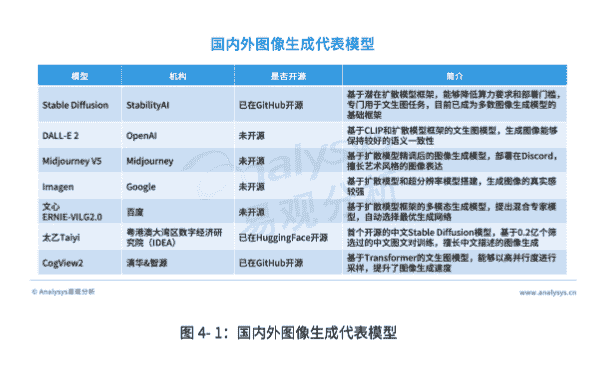 国内外图像生成代表模型
模型 机构 是否开源 简介
Stable Diffusion StabilityAI 已在GitHub开源 基于潜在扩散模型框架，能够降低算力要求和部署门槛，
专门用于文生图任务，目前已成为多数图像生成模型的
基础框架
DALL-E 2 OpenAI 未开源 基于CLIP和扩散模型框架的文生图模型，生成图像能够
保持较好的语义一致性
Midjourney V5 Midjourney 未开源 基于扩散模型精调后的图像生成模型，部署在Discord，
擅长艺术风格的图像表达
Imagen Google 未开源 基于扩散模型和超分辨率模型搭建，生成图像的真实感
较强
文心
ERNIE-VILG2.0 百度 未开源 基于扩散模型框架的多模态生成模型，提出混合专家模
型，自动选择最优生成网络
太乙Taiyi 粤港澳大湾区数字经济研
究院（IDEA） 已在HuggingFace开源 首个开源的中文Stable Diffusion模型，基于0.2亿个筛
选过的中文图文对训练，擅长中文描述的图像生成
CogView2 清华&智源 已在GitHub开源 基于Transformer的文生图模型，能够以高并行度进行
采样，提升了图像生成速度
© Analysys易观分析 www.analysys.cn
图 4- 1：国内外图像生成代表模型
nalysys
易观分析